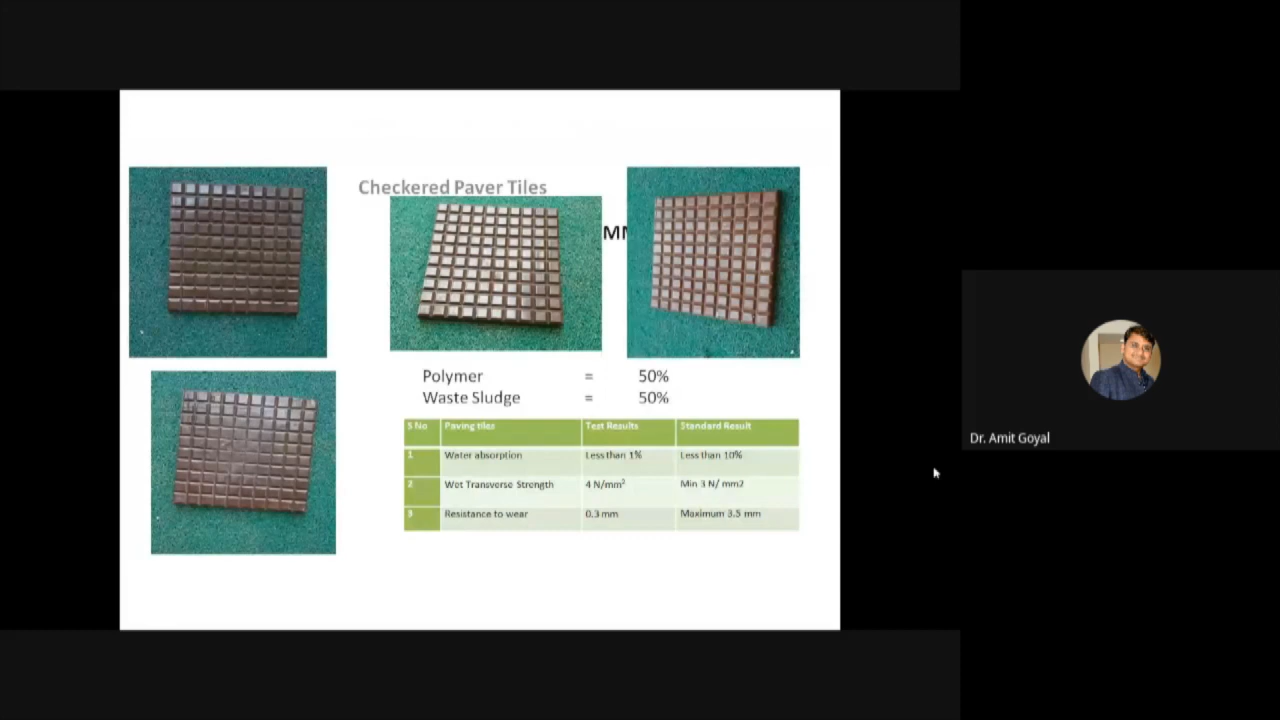 Checkered Paver Tiles
Polymer = 50%
Waste Sludge = 50%
S No Paving tiles Test Results Standard Result
1 Water absorption Less than 1% Less than 10%
2 Wet Transverse Strength 4 N/mm² Min 3 N/ mm2
3 Resistance to wear 0.3 mm Maximum 3.5 mm
Dr. Amit Goyal